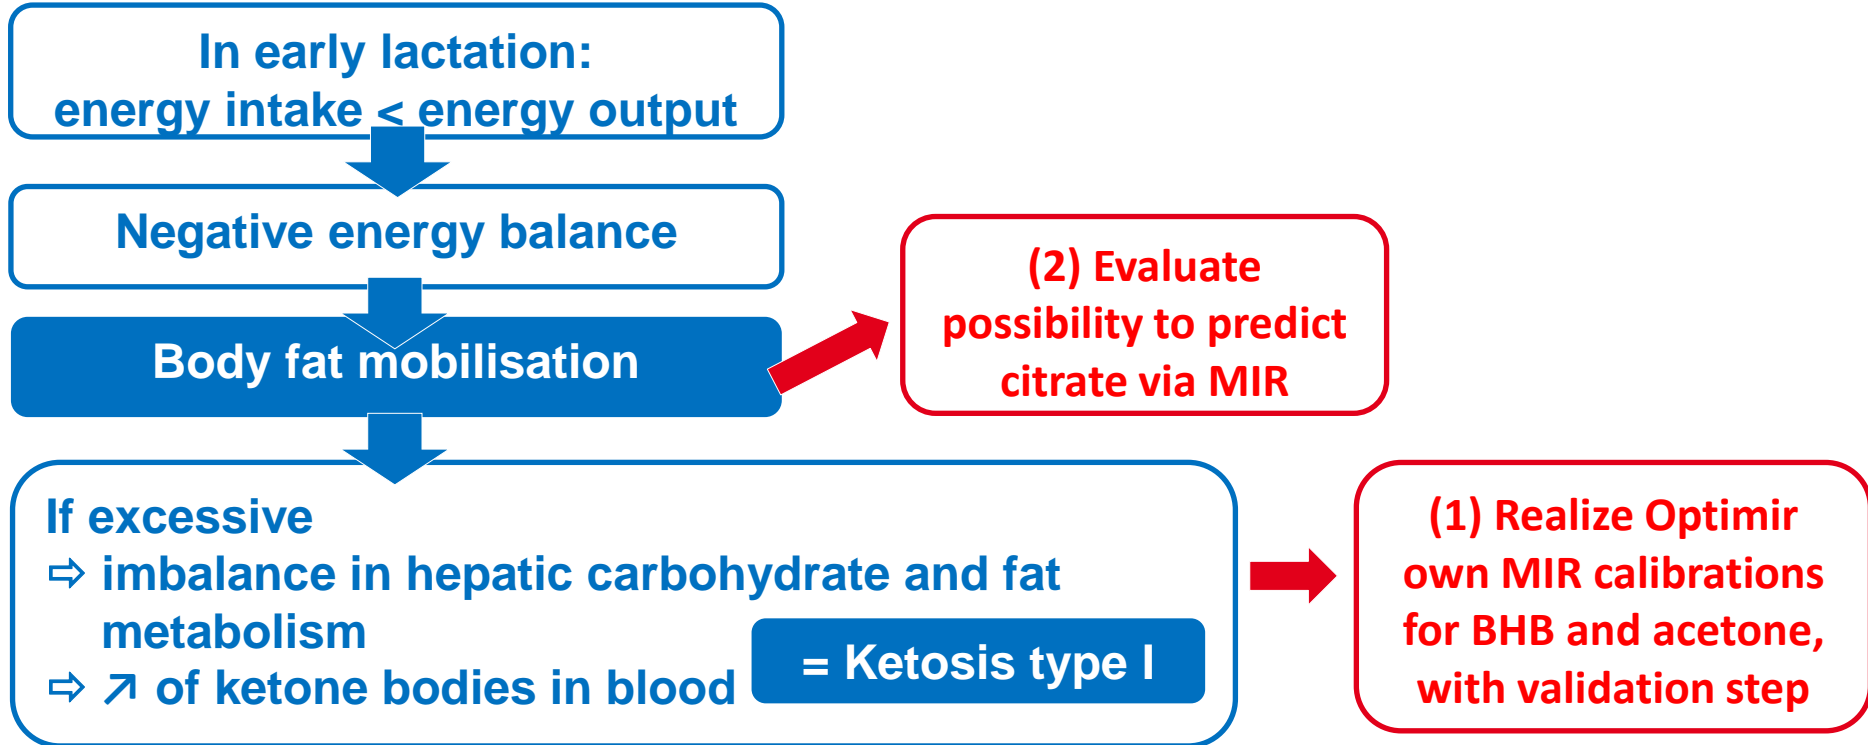 In early lactation:
energy intake < energy output
Negative energy balance
Body fat mobilisation
(2) Evaluate
possibility to predict
citrate via MIR
If excessive
⇨ imbalance in hepatic carbohydrate and fat
metabolism
⇨ ↗ of ketone bodies in blood
= Ketosis type I
(1) Realize Optimir
own MIR calibrations
for BHB and acetone,
with validation step